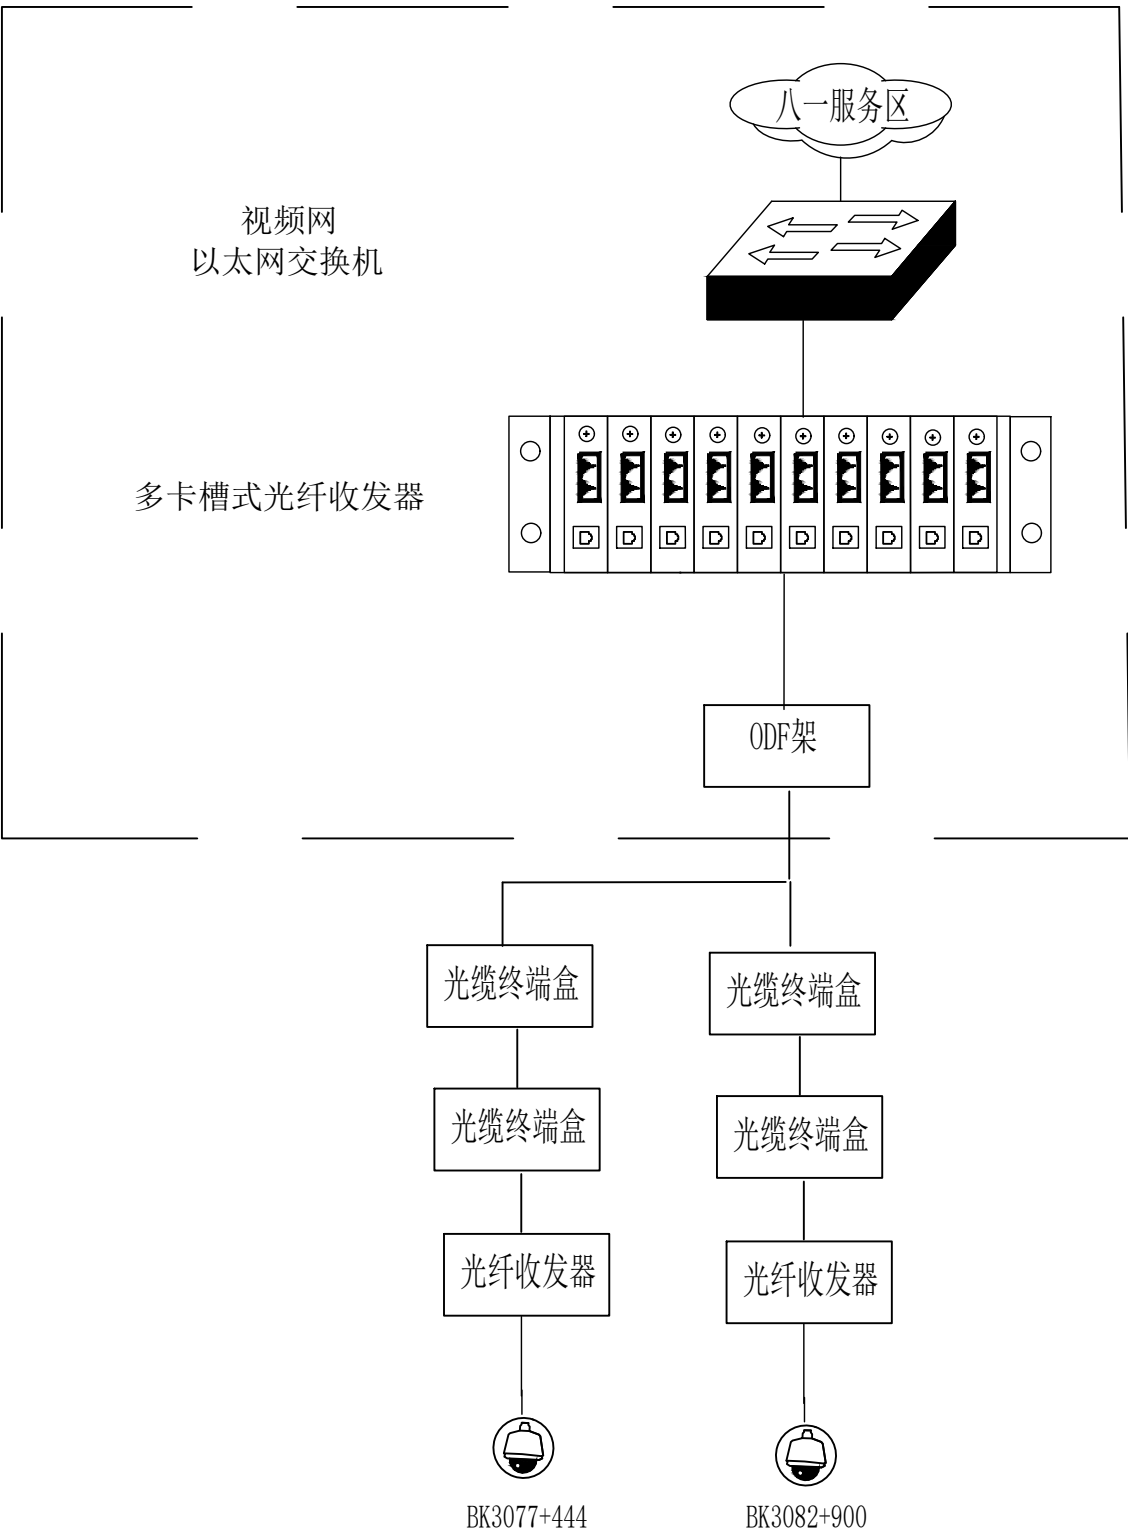 八一服务区
视频网
以太网交换机
多卡槽式光纤收发器
ODF架
光缆终端盒
光缆终端盒
光缆终端盒
光缆终端盒
光纤收发器
光纤收发器
BK3077+444
BK3082+900